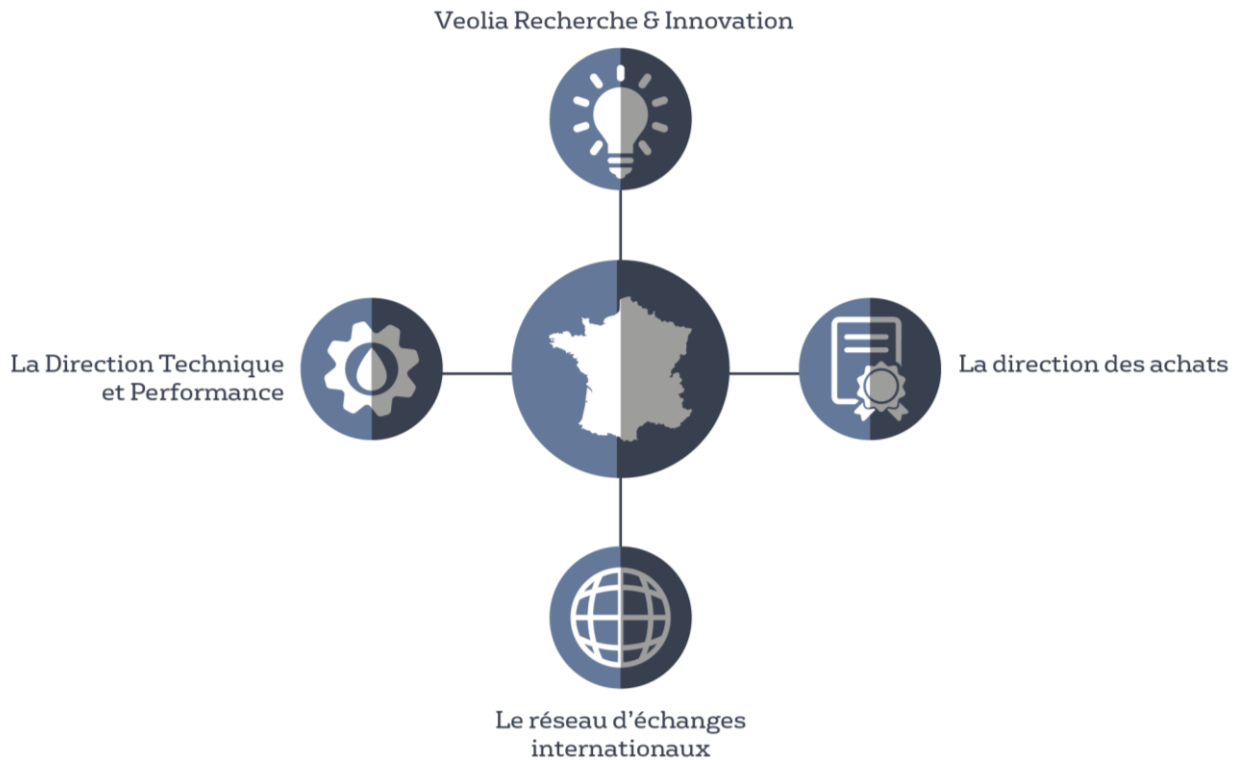 Veolia Recherche & Innovation
La Direction Technique
et Performance
La direction des achats
Le réseau d’échanges
internationaux